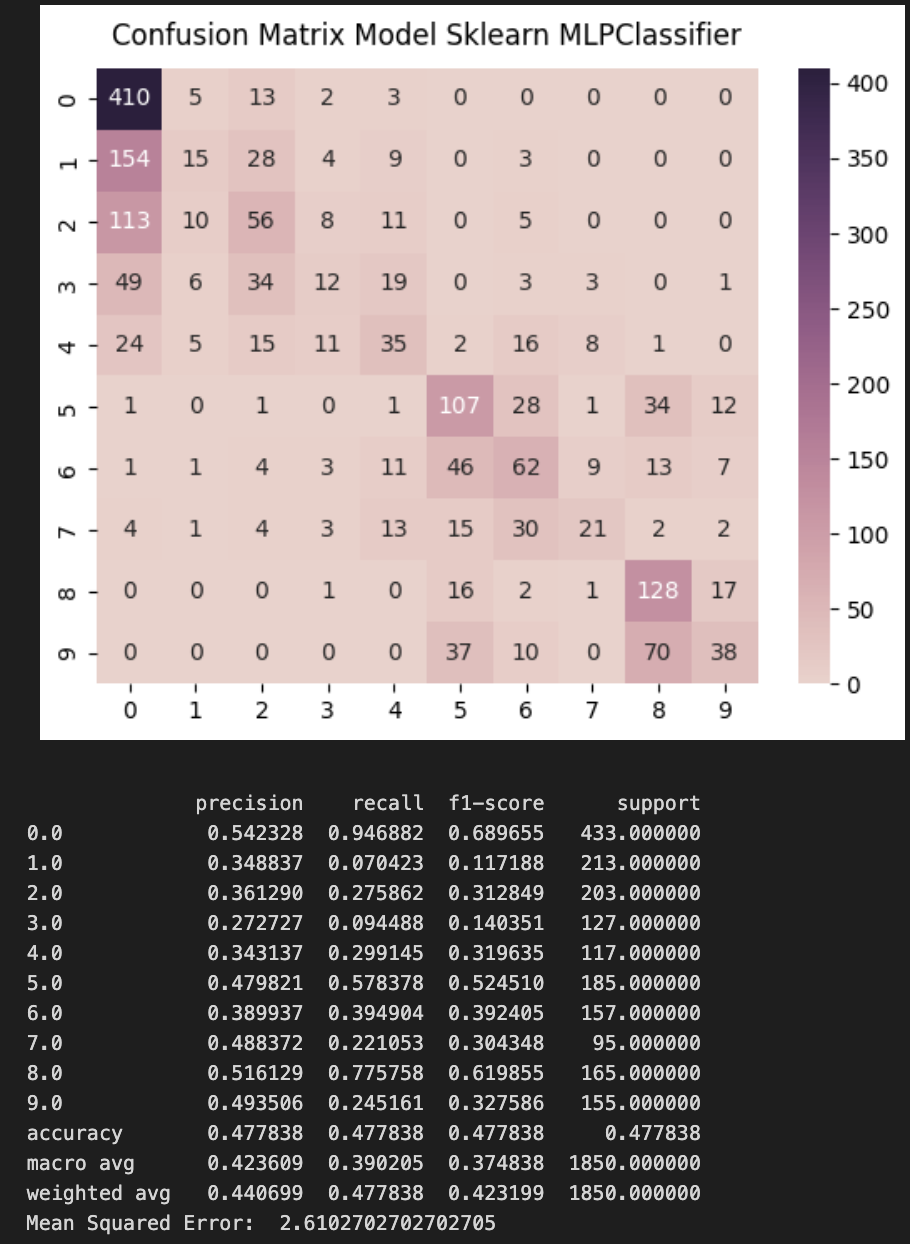 Confusion Matrix Model Sklearn MLPClassifier
0 410 5 13 2 3 0 0 0 0 0
1 154 15 28 4 9 0 3 0 0 0
2 113 10 56 8 11 0 5 0 0 0
3 49 6 34 12 19 0 3 3 0 1
4 24 5 15 11 35 2 16 8 1 0
5 1 0 1 0 1 107 28 1 34 12
6 1 1 4 3 11 46 62 9 13 7
7 4 1 4 3 13 15 30 21 2 2
8 0 0 0 1 0 16 2 1 128 17
9 0 0 0 0 0 37 10 0 70 38
0 1 2 3 4 5 6 7 8 9
400
350
300
250
200
150
100
50
0
precision recall f1-score support
0.0 0.542328 0.946882 0.689655 433.000000
1.0 0.348837 0.070423 0.117188 213.000000
2.0 0.361290 0.275862 0.312849 203.000000
3.0 0.272727 0.094488 0.140351 127.000000
4.0 0.343137 0.299145 0.319635 117.000000
5.0 0.479821 0.578378 0.524510 185.000000
6.0 0.389937 0.394904 0.392405 157.000000
7.0 0.488372 0.221053 0.304348 95.000000
8.0 0.516129 0.775758 0.619855 165.000000
9.0 0.493506 0.245161 0.327586 155.000000
accuracy 0.477838 0.477838 0.477838 0.477838
macro avg 0.423609 0.390205 0.374838 1850.000000
weighted avg 0.440699 0.477838 0.423199 1850.000000
Mean Squared Error: 2.6102702702702705